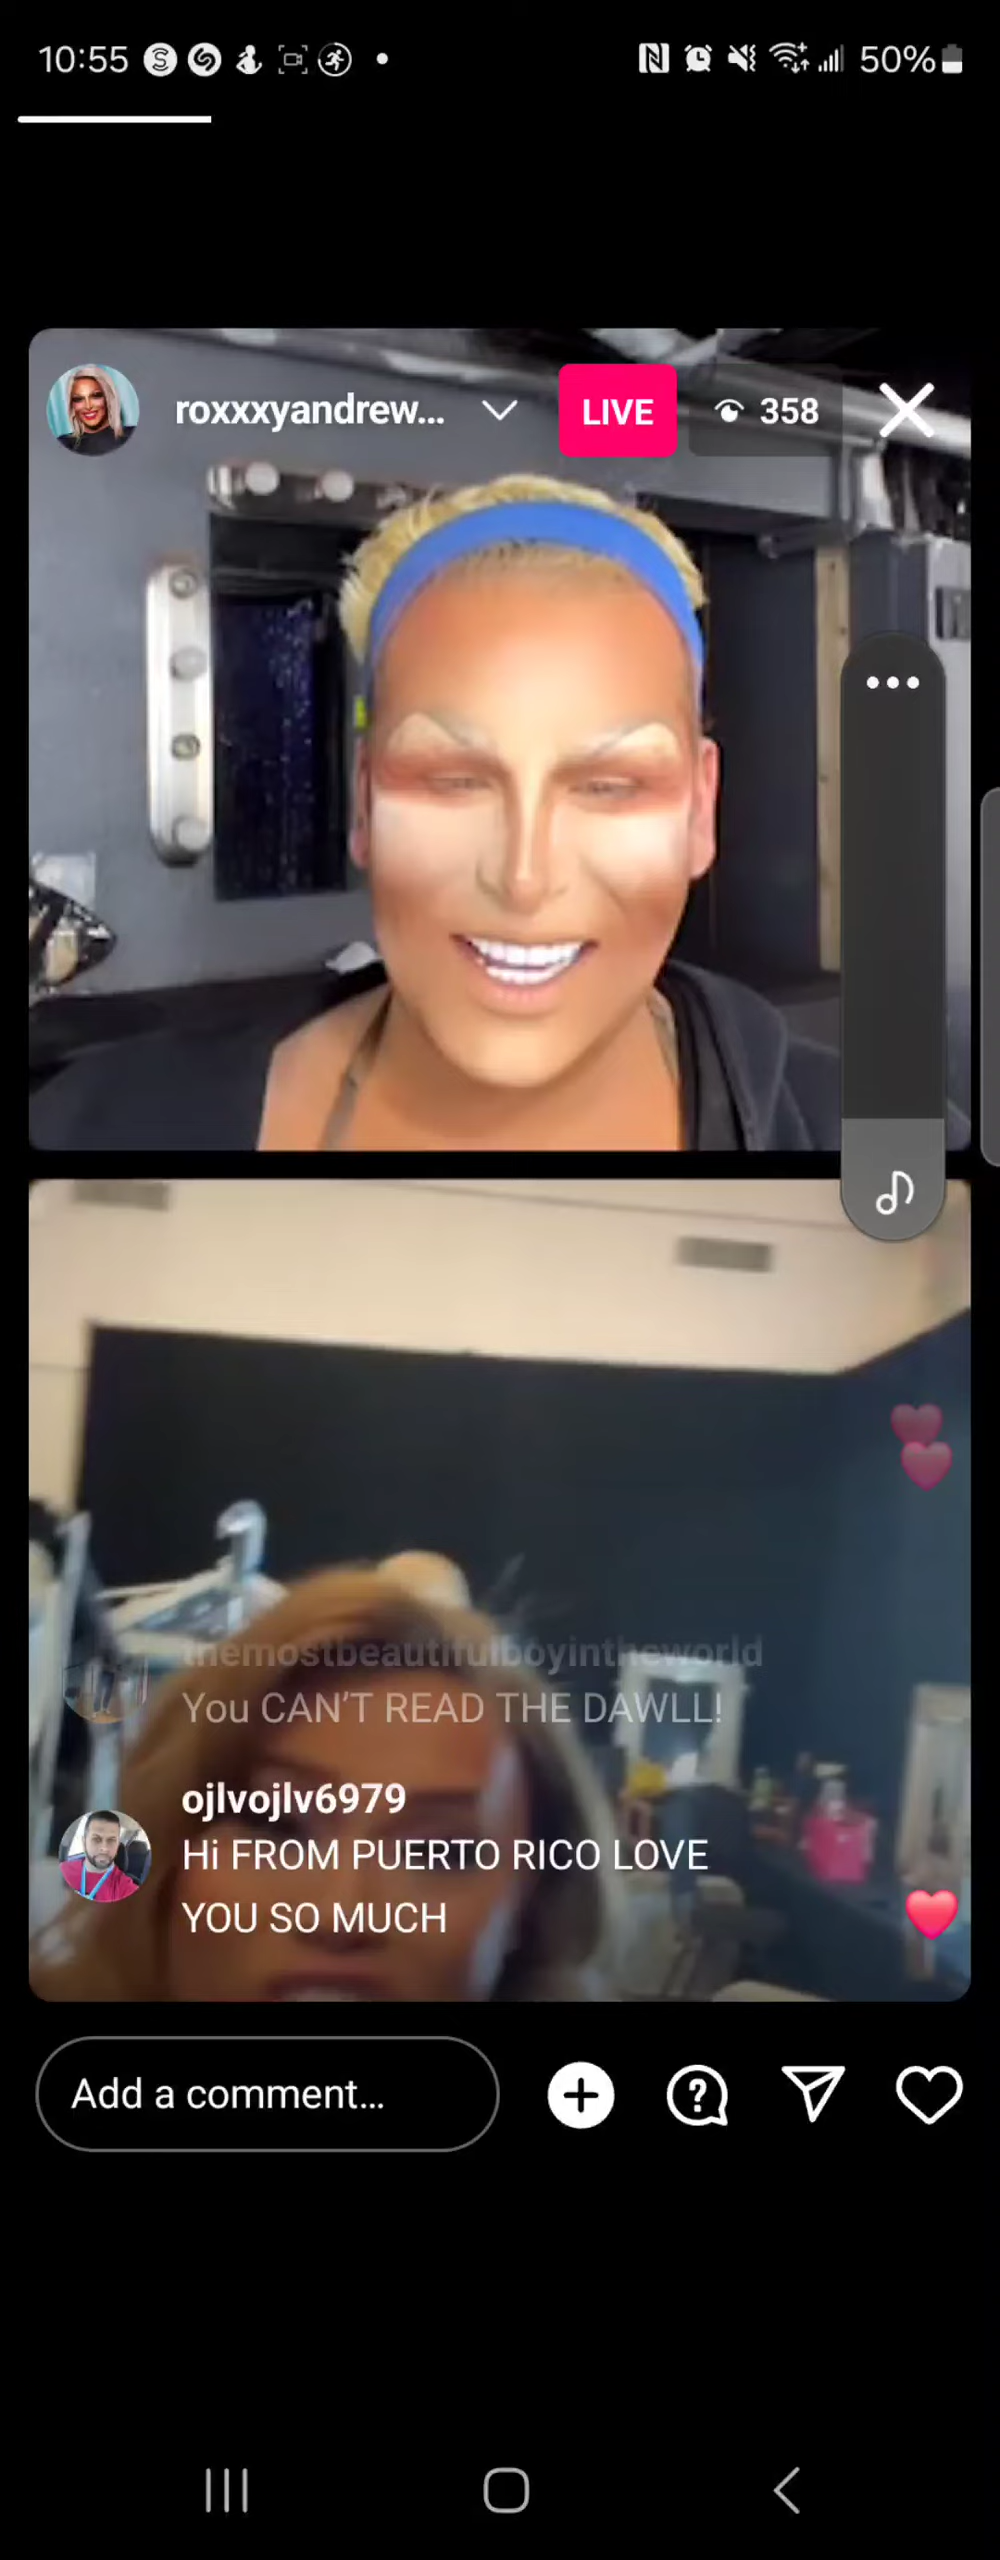 10:55
50%
roxxxyandrew...
LIVE
358
themostbeautifulboyintheworld
You CAN'T READ THE DAWLL!
ojlvojlv6979
Hi FROM PUERTO RICO LOVE
YOU SO MUCH
Add a comment...